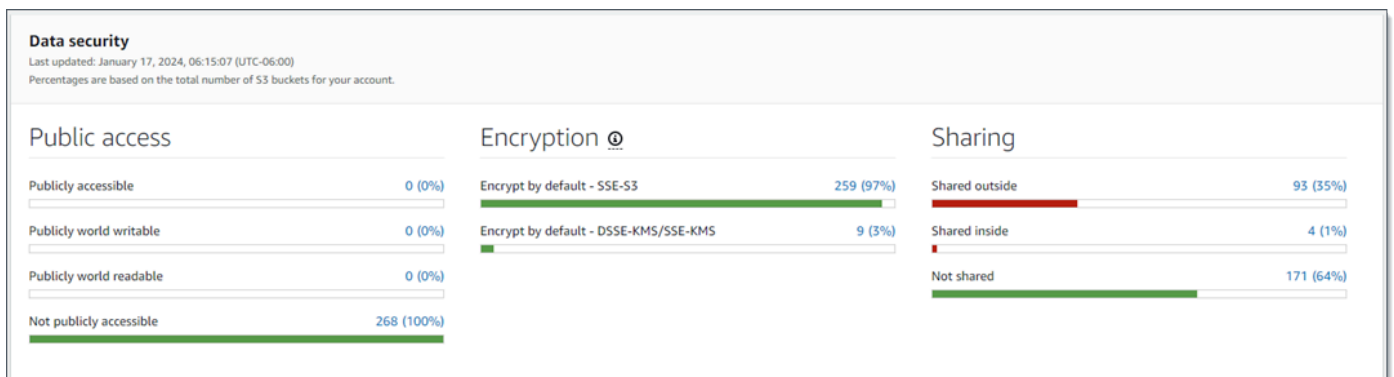 Data security
Last updated: January 17, 2024, 06:15:07 (UTC-06:00)
Percentages are based on the total number of S3 buckets for your account.
Public access
Publicly accessible 0 (0%)
Publicly world writable 0 (0%)
Publicly world readable 0 (0%)
Not publicly accessible 268 (100%)
Encryption
Encrypt by default - SSE-S3 259 (97%)
Encrypt by default - DSSE-KMS/SSE-KMS 9 (3%)
Sharing
Shared outside 93 (35%)
Shared inside 4 (1%)
Not shared 171 (64%)